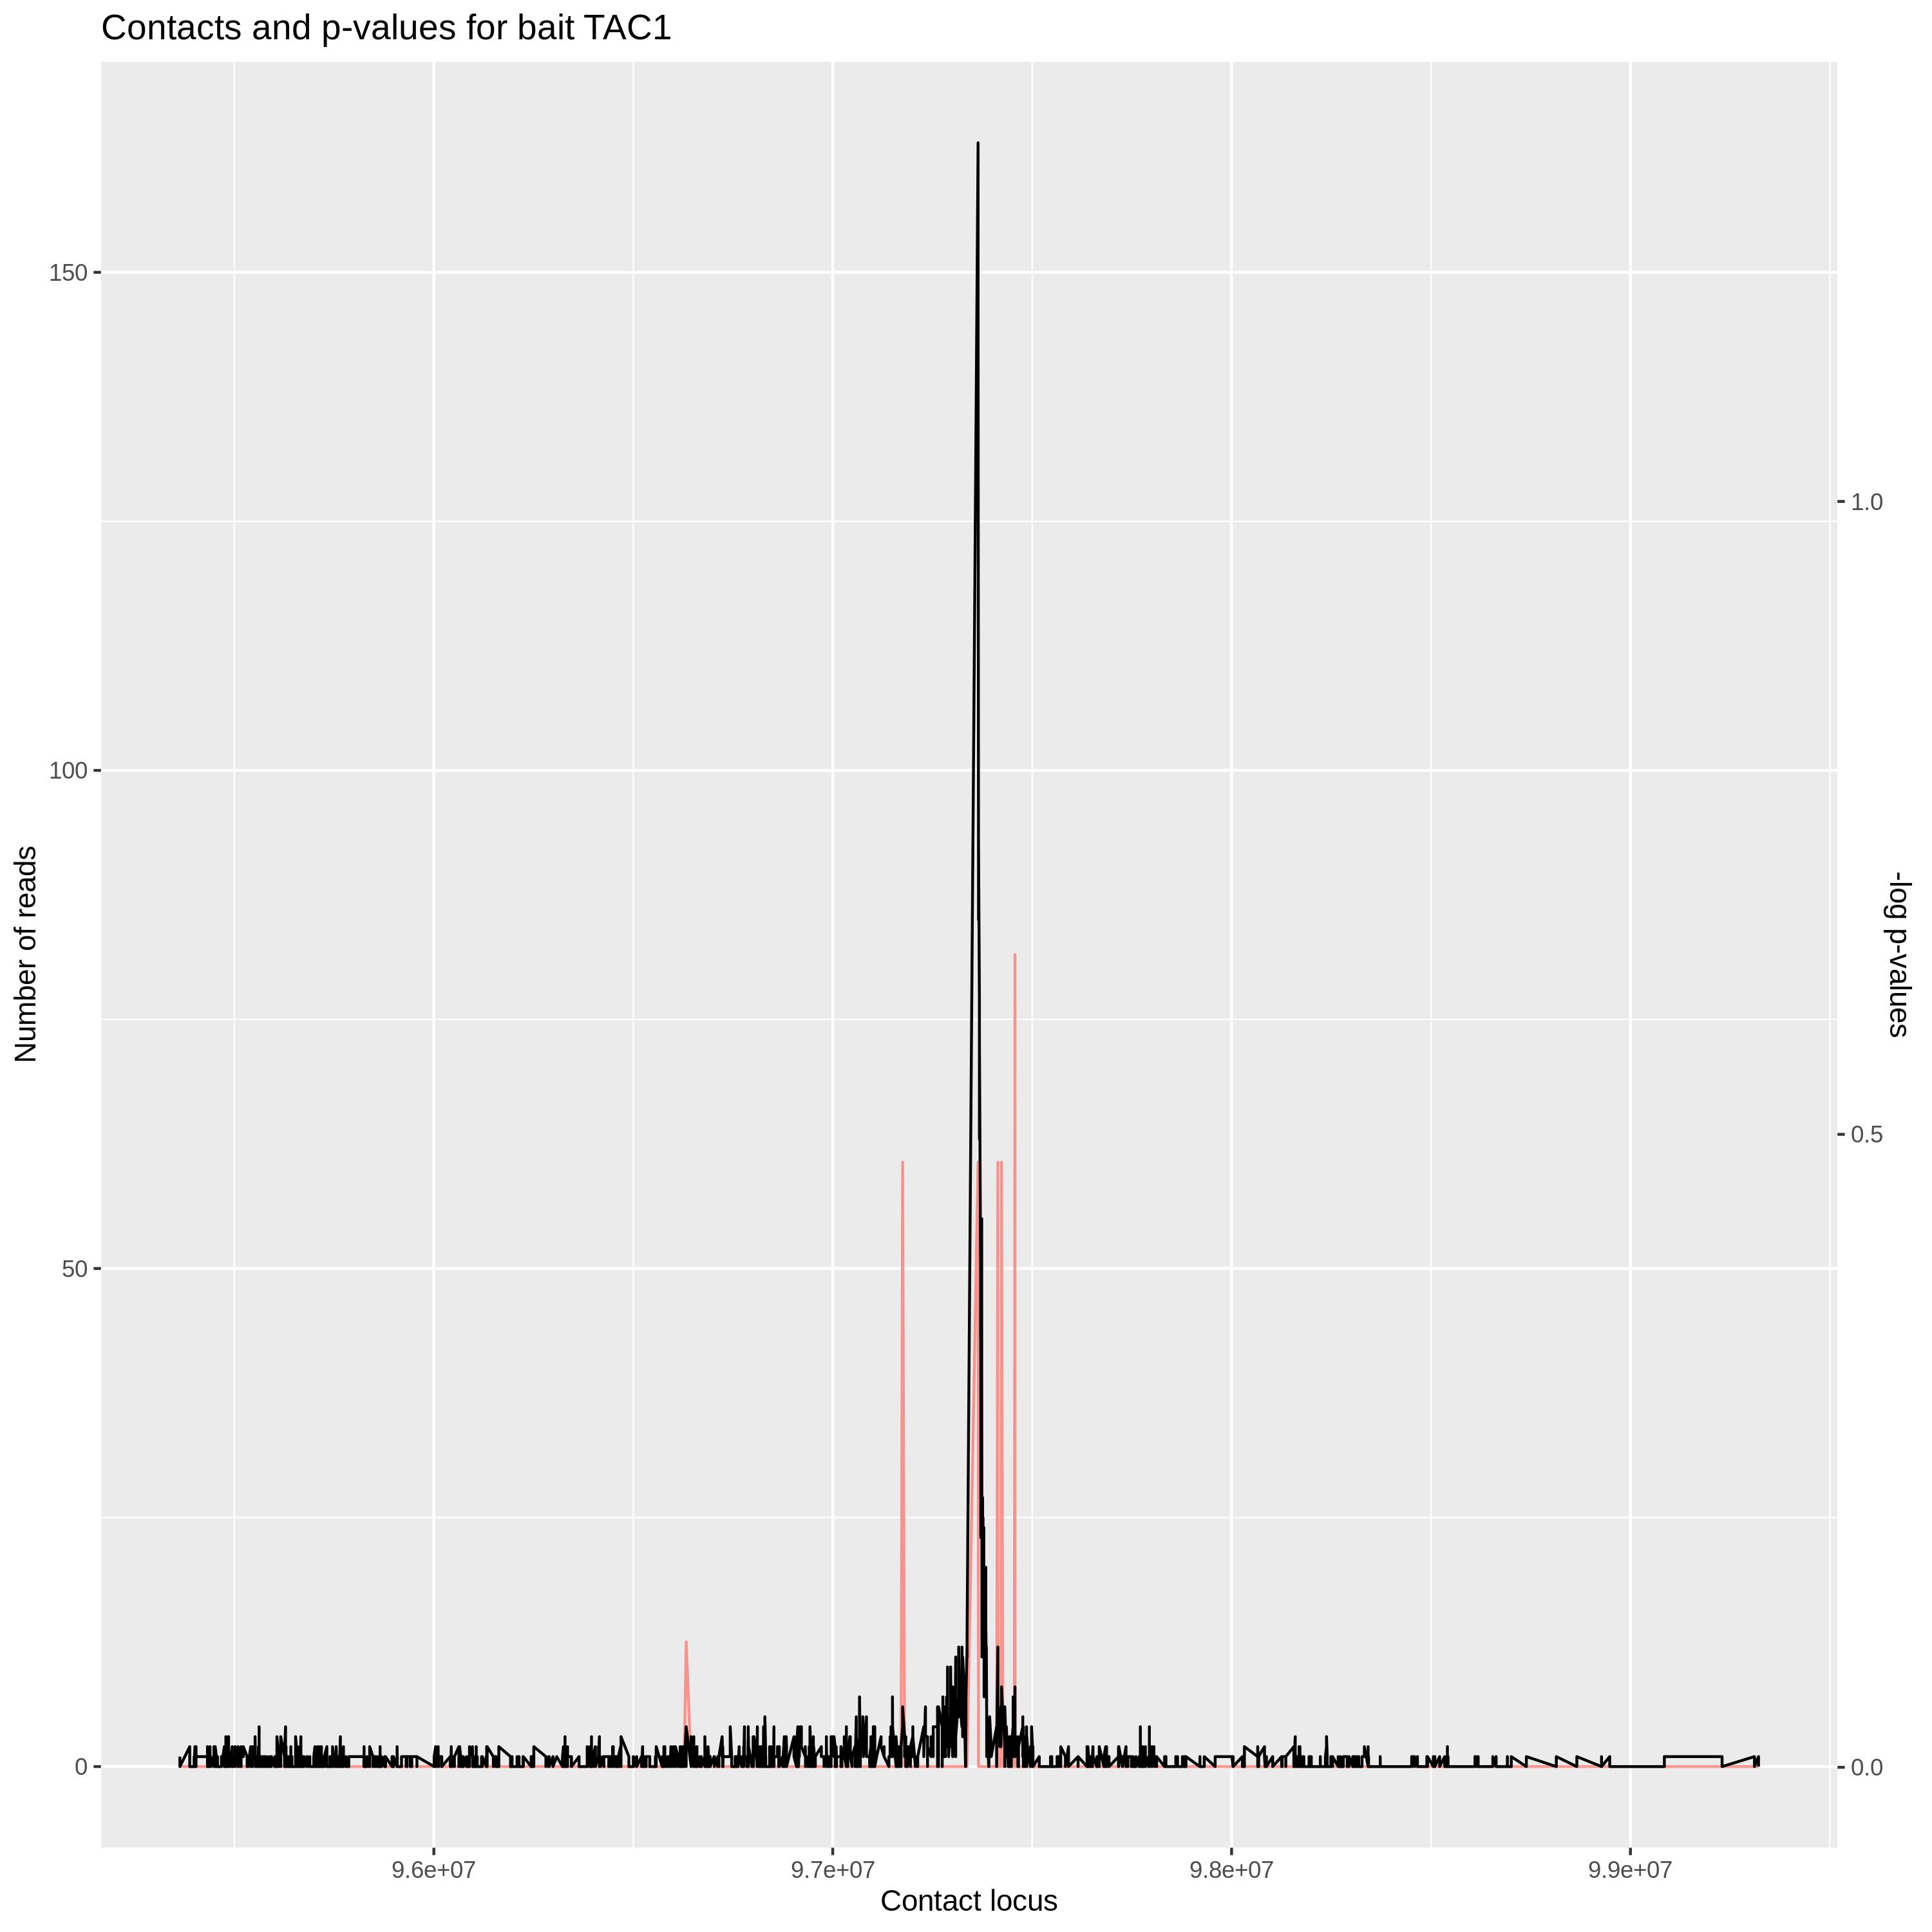 Contacts and p-values for bait TAC1
150
100
50
0
Number of reads
1.0
0.5
0.0
-log p-values
9.6e+07
9.7e+07
9.8e+07
9.9e+07
Contact locus